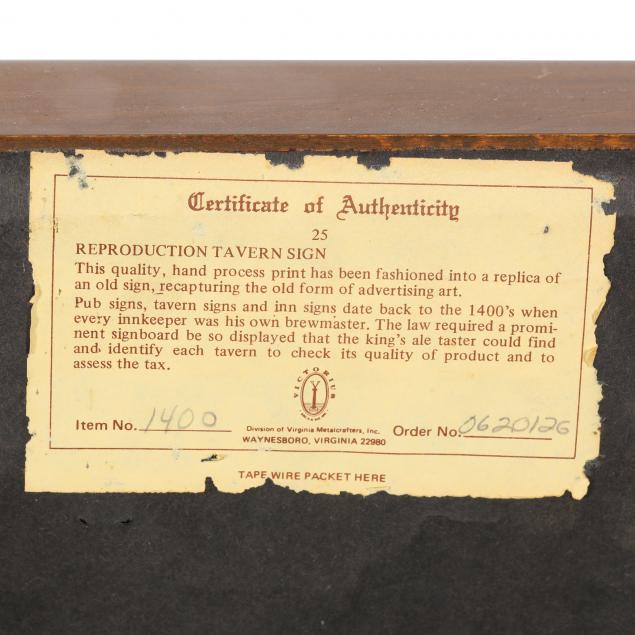 Certificate of Authenticity
25
REPRODUCTION TAVERN SIGN
This quality, hand process print has been fashioned into a replica of
an old sign, recapturing the old form of advertising art.
Pub signs, tavern signs and inn signs date back to the 1400's when
every innkeeper was his own brewmaster. The law required a promi-
nent signboard be so displayed that the king's ale taster could find
and identify each tavern to check its quality of product and to
assess the tax.
VICTORIUS
Item No. 1400
Division of Virginia Metalcrafters, Inc.
WAYNESBORO, VIRGINIA 22980
Order No. 0620126
TAPE WIRE PACKET HERE